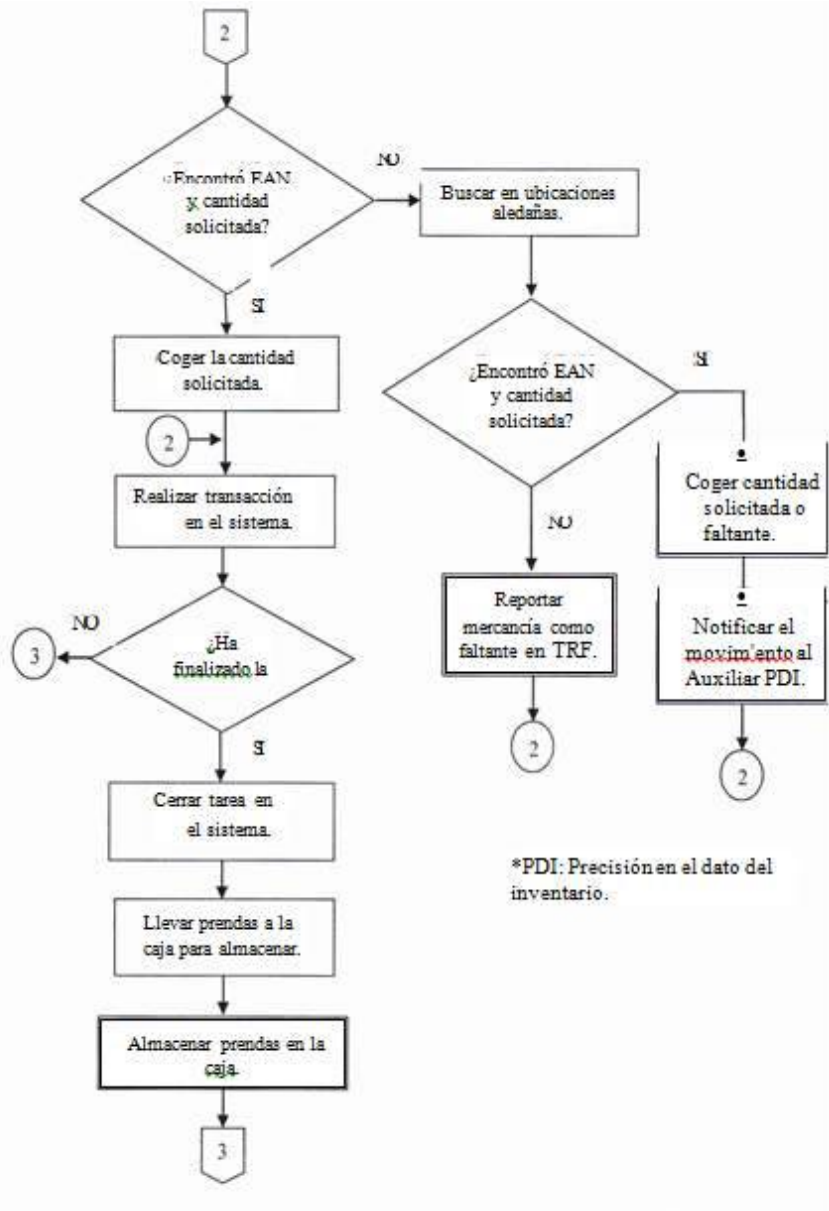 2
¿Encontró EAN
y cantidad
solicitada?
NO
Buscar en ubicaciones
aledañas.
SI
Coger la cantidad
solicitada.
2
Realizar transacción
en el sistema.
¿Encontró EAN
y cantidad
solicitada?
SI
Coger cantidad
solicitada o
faltante.
NO
Reportar
mercancía como
faltante en TRF.
2
Notificar el
movim'ento al
Auxiliar PDI.
2
NO
3
¿Ha
finalizado la
SI
Cerrar tarea en
el sistema.
Llevar prendas a la
caja para almacenar.
Almacenar prendas en la
caja.
3
*PDI: Precisión en el dato del
inventario.